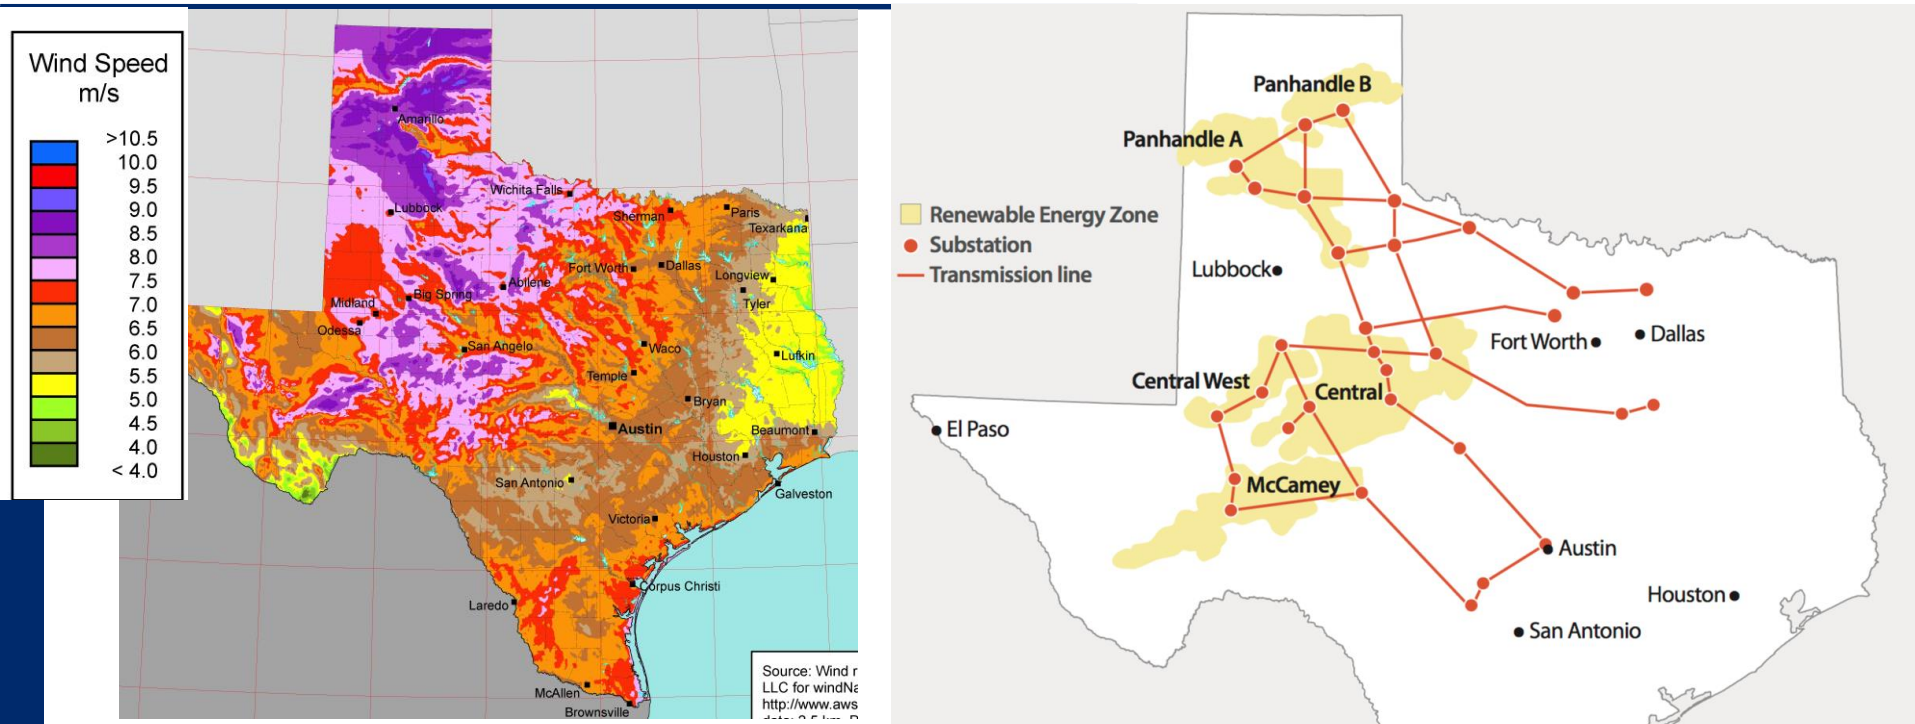 Wind Speed
m/s
>10.5
10.0
9.5
9.0
8.5
8.0
7.5
7.0
6.5
6.0
5.5
5.0
4.5
4.0
< 4.0
Amarillo
Wichita Falls
Lubbock
Sherman
Paris
Texarkana
Fort Worth
Dallas
Longview
Abilene
Big Spring
Tyler
Midland
Odessa
San Angelo
Waco
Lufkin
Temple
Bryan
Austin
Beaumont
Houston
San Antonio
Galveston
Victoria
Corpus Christi
Laredo
McAllen
Brownsville
Source: Wind r
LLC for windNa
http://www.aws
Panhandle B
Panhandle A
Renewable Energy Zone
Substation
Transmission line
Lubbock
Fort Worth
Dallas
Central West
Central
El Paso
McCamey
Austin
Houston
San Antonio